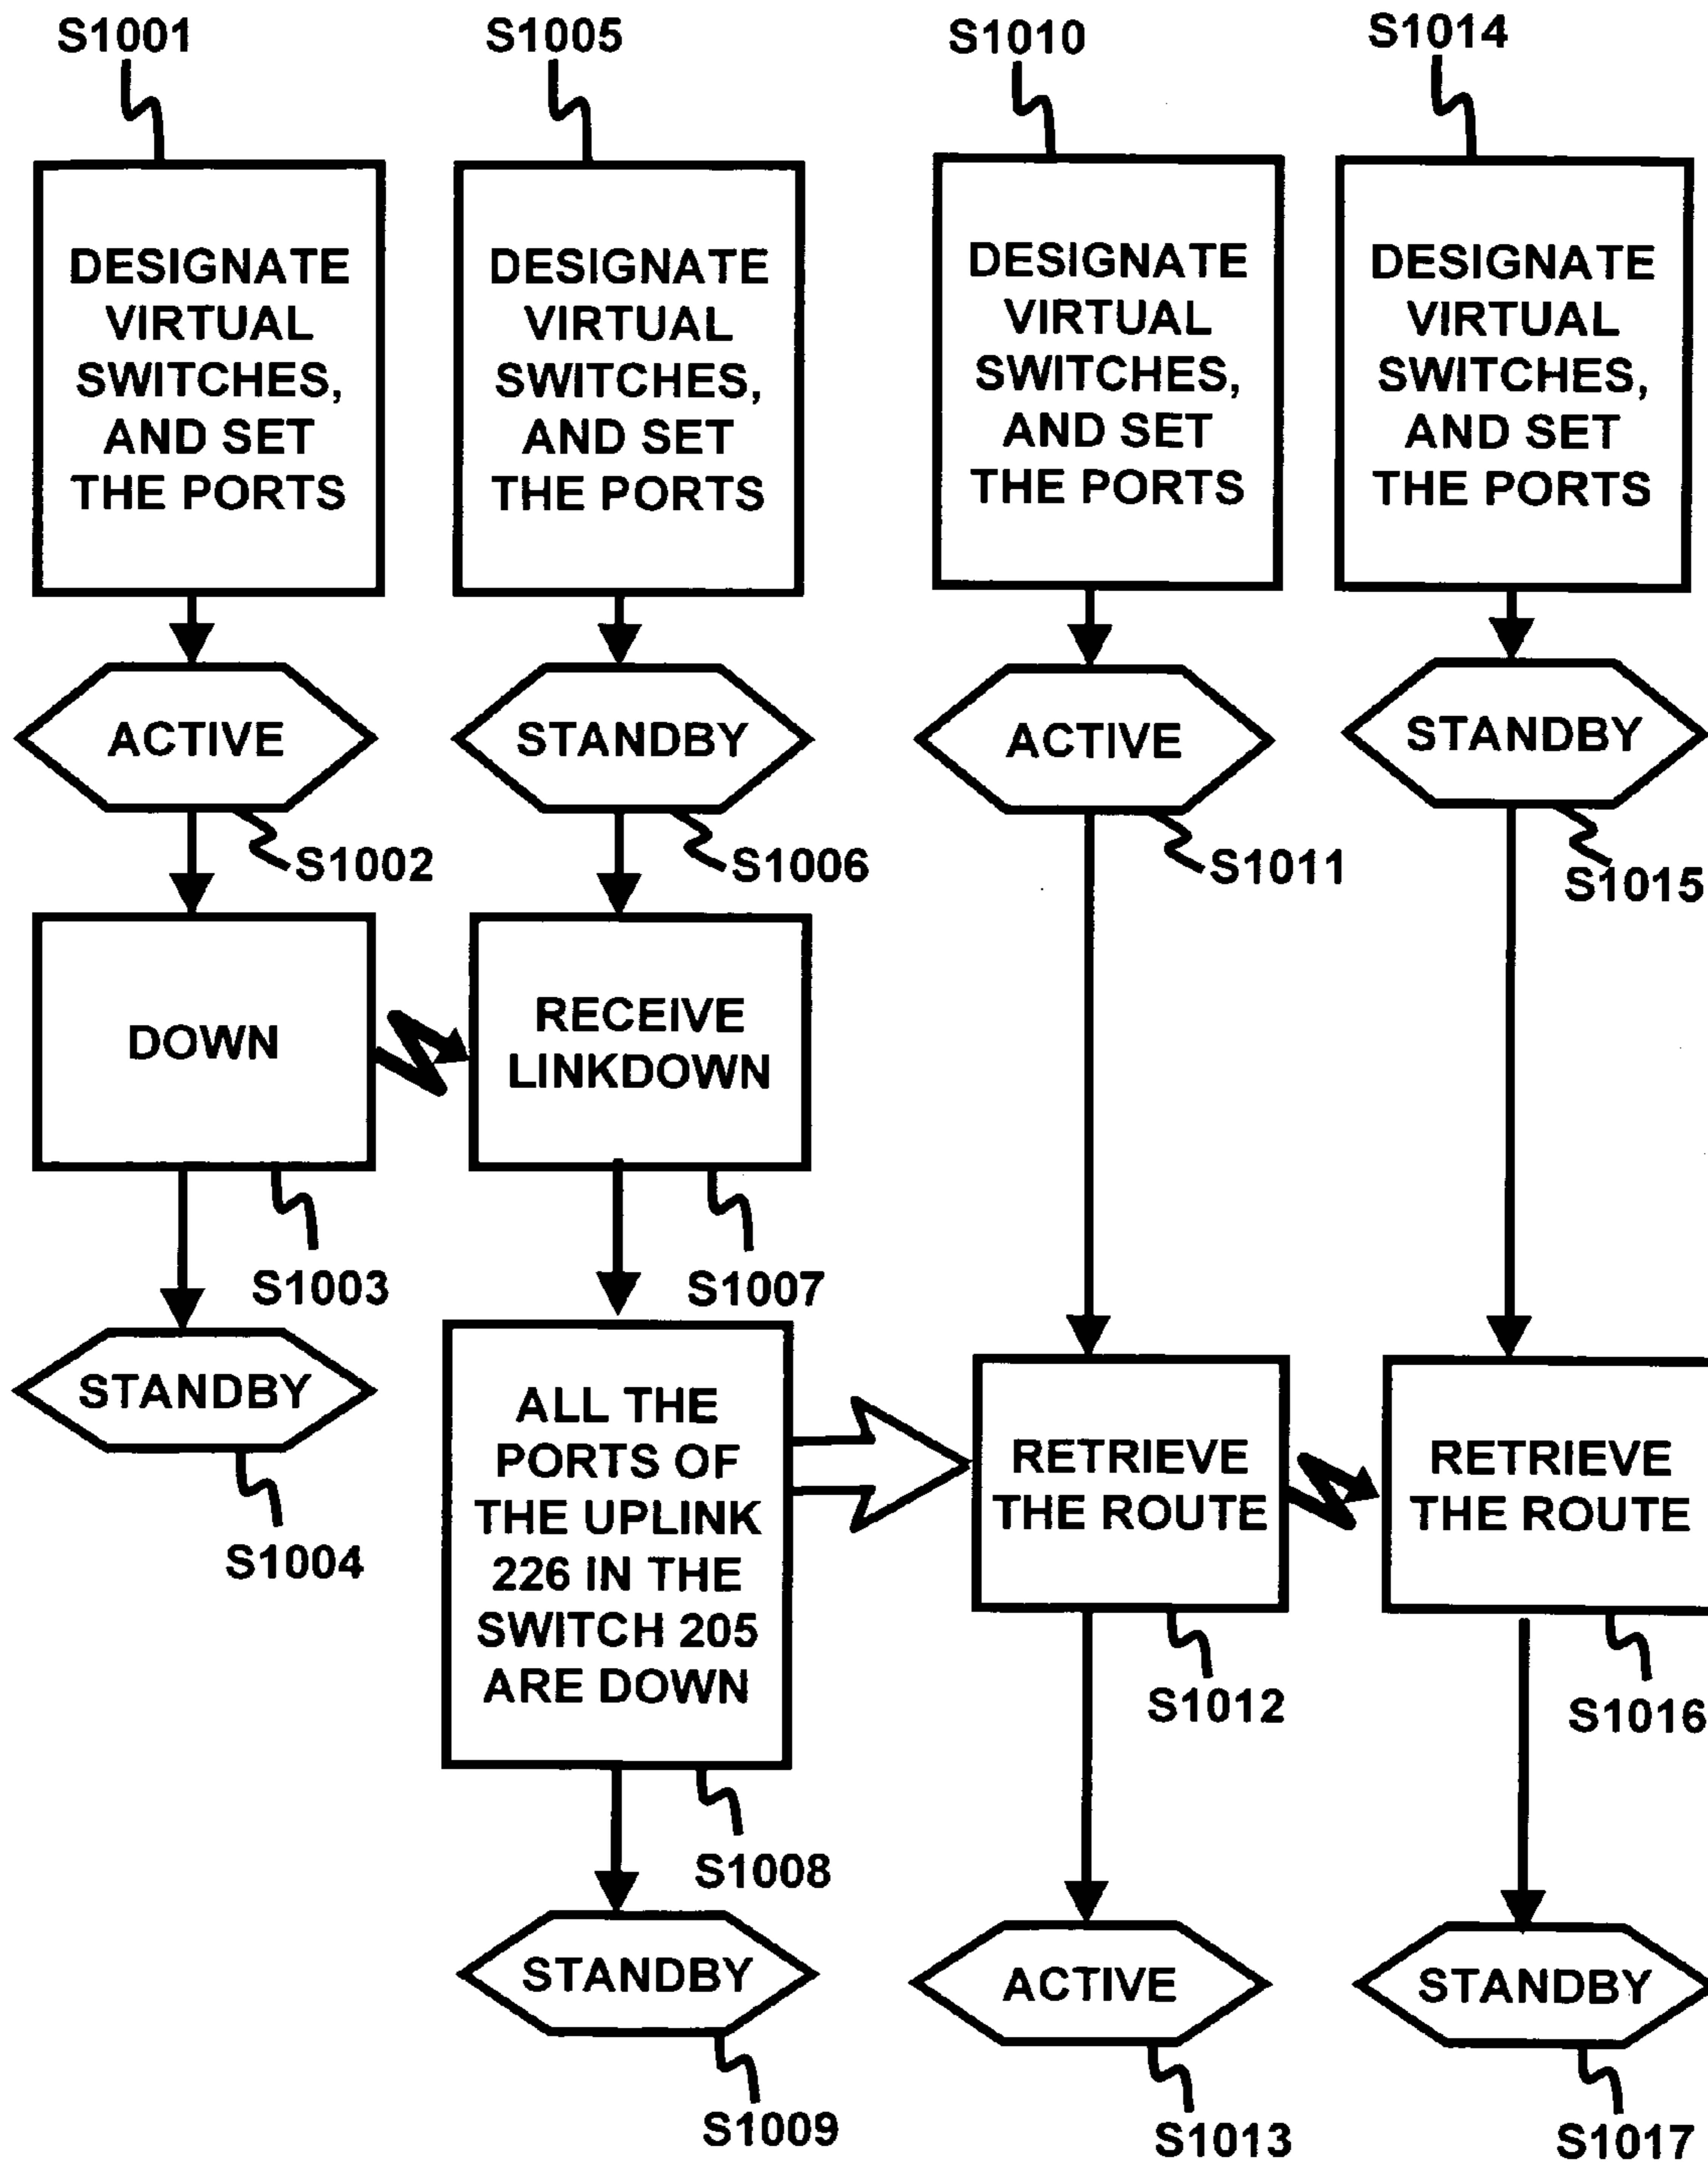 S1001
S1005
S1010
S1014
DESIGNATE
VIRTUAL
SWITCHES,
AND SET
THE PORTS
DESIGNATE
VIRTUAL
SWITCHES,
AND SET
THE PORTS
DESIGNATE
VIRTUAL
SWITCHES,
AND SET
THE PORTS
DESIGNATE
VIRTUAL
SWITCHES,
AND SET
THE PORTS
ACTIVE
STANDBY
ACTIVE
STANDBY
S1002
S1006
S1011
S1015
DOWN
RECEIVE
LINKDOWN
S1003
S1007
STANDBY
S1004
ALL THE
PORTS OF
THE UPLINK
226 IN THE
SWITCH 205
ARE DOWN
RETRIEVE
THE ROUTE
RETRIEVE
THE ROUTE
S1012
S1016
S1008
STANDBY
ACTIVE
STANDBY
S1009
S1013
S1017